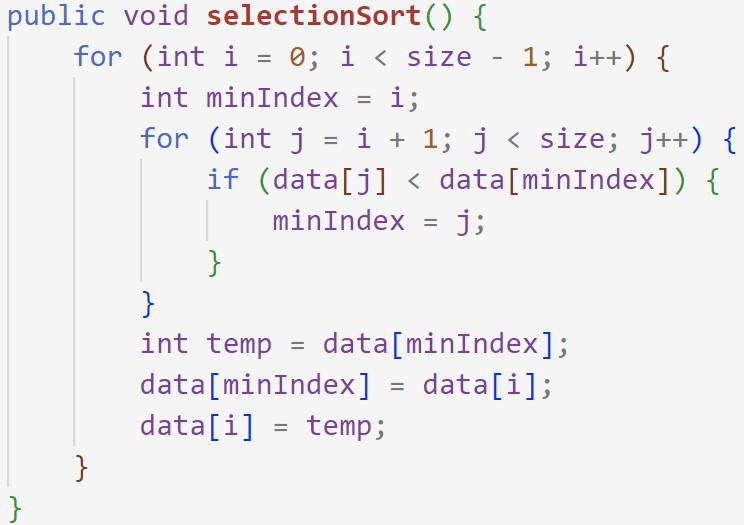 public void selectionSort() {
    for (int i = 0; i < size - 1; i++) {
        int minIndex = i;
        for (int j = i + 1; j < size; j++) {
            if (data[j] < data[minIndex]) {
                minIndex = j;
            }
        }
        int temp = data[minIndex];
        data[minIndex] = data[i];
        data[i] = temp;
    }
}